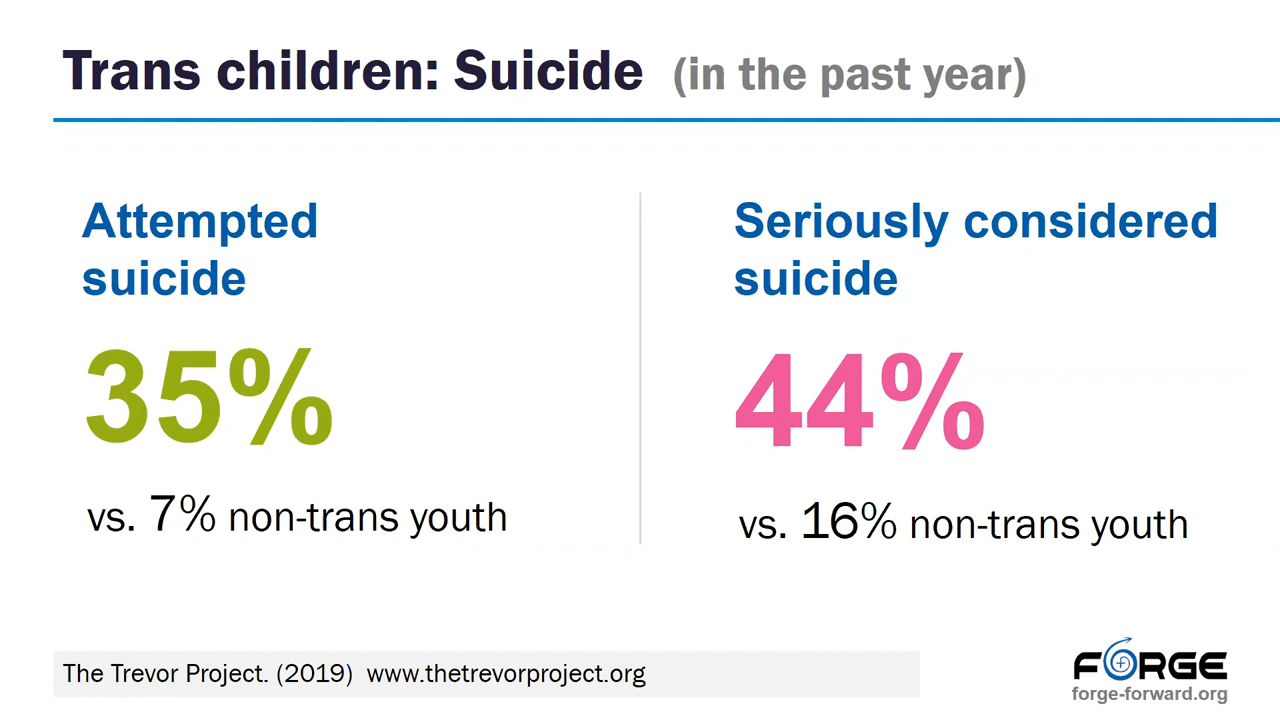 Trans children: Suicide (in the past year)
Attempted
suicide
35%
vs. 7% non-trans youth
Seriously considered
suicide
44%
vs. 16% non-trans youth
The Trevor Project. (2019) www.thetrevorproject.org
FORGE
forge-forward.org